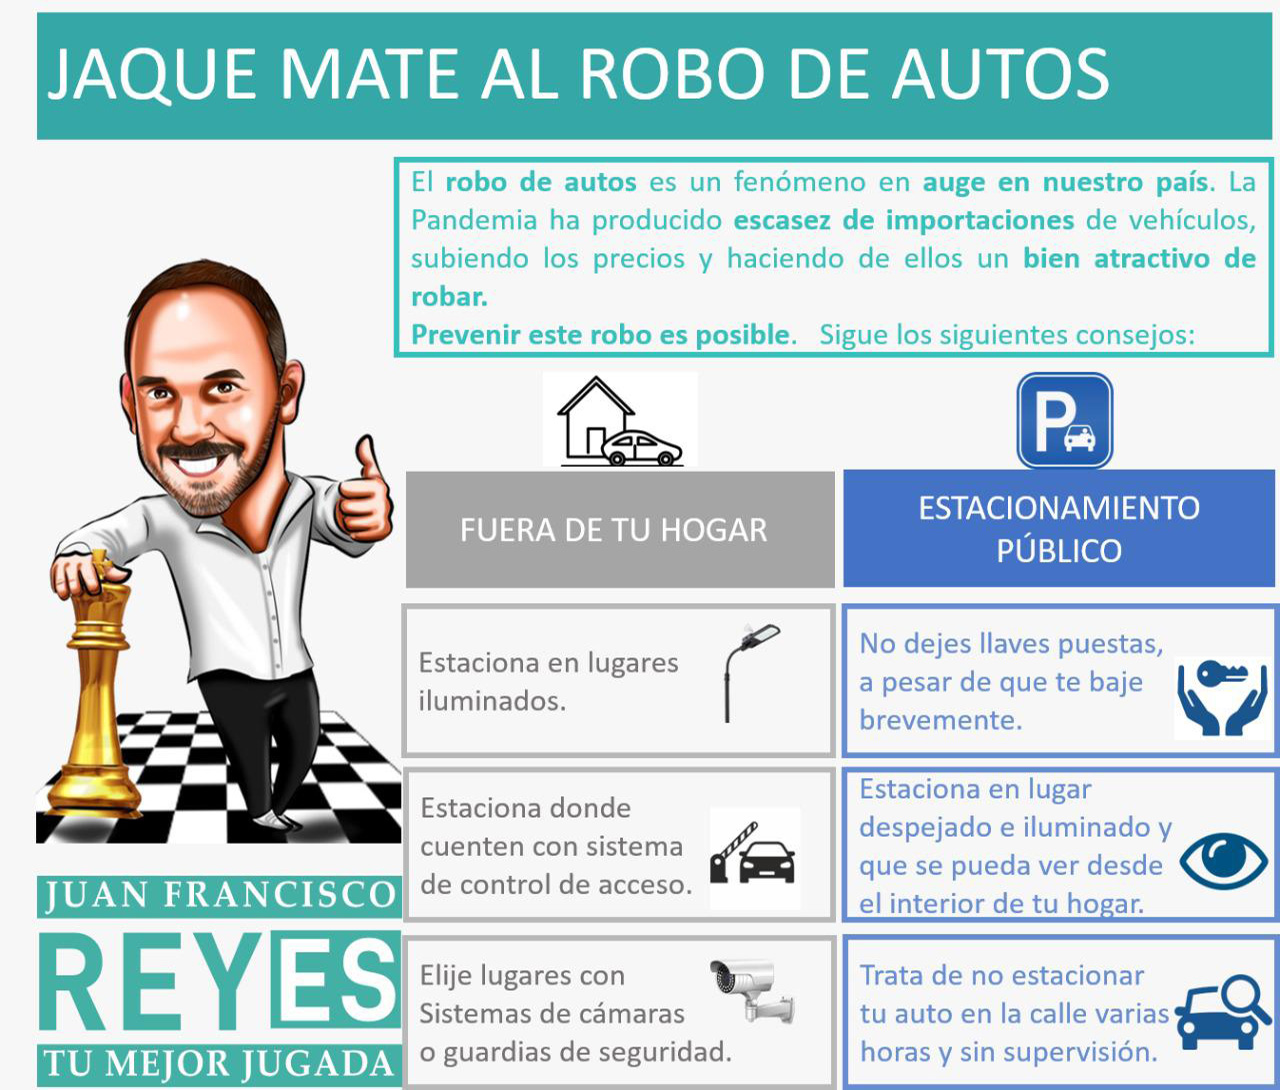 JAQUE MATE AL ROBO DE AUTOS
El robo de autos es un fenómeno en auge en nuestro país. La
Pandemia ha producido escasez de importaciones de vehículos,
subiendo los precios y haciendo de ellos un bien atractivo de
robar.
Prevenir este robo es posible. Sigue los siguientes consejos:
P
FUERA DE TU HOGAR
Estaciona en lugares
iluminados.
Estaciona donde
cuenten con sistema
de control de acceso.
Elije lugares con
Sistemas de cámaras
o guardias de seguridad.
ESTACIONAMIENTO
PÚBLICO
No dejes llaves puestas,
a pesar de que te baje
brevemente.
Estaciona en lugar
despejado e iluminado y
que se pueda ver desde
el interior de tu hogar.
Trata de no estacionar
tu auto en la calle varias
horas y sin supervisión.
JUAN FRANCISCO
REYES
TU MEJOR JUGADA